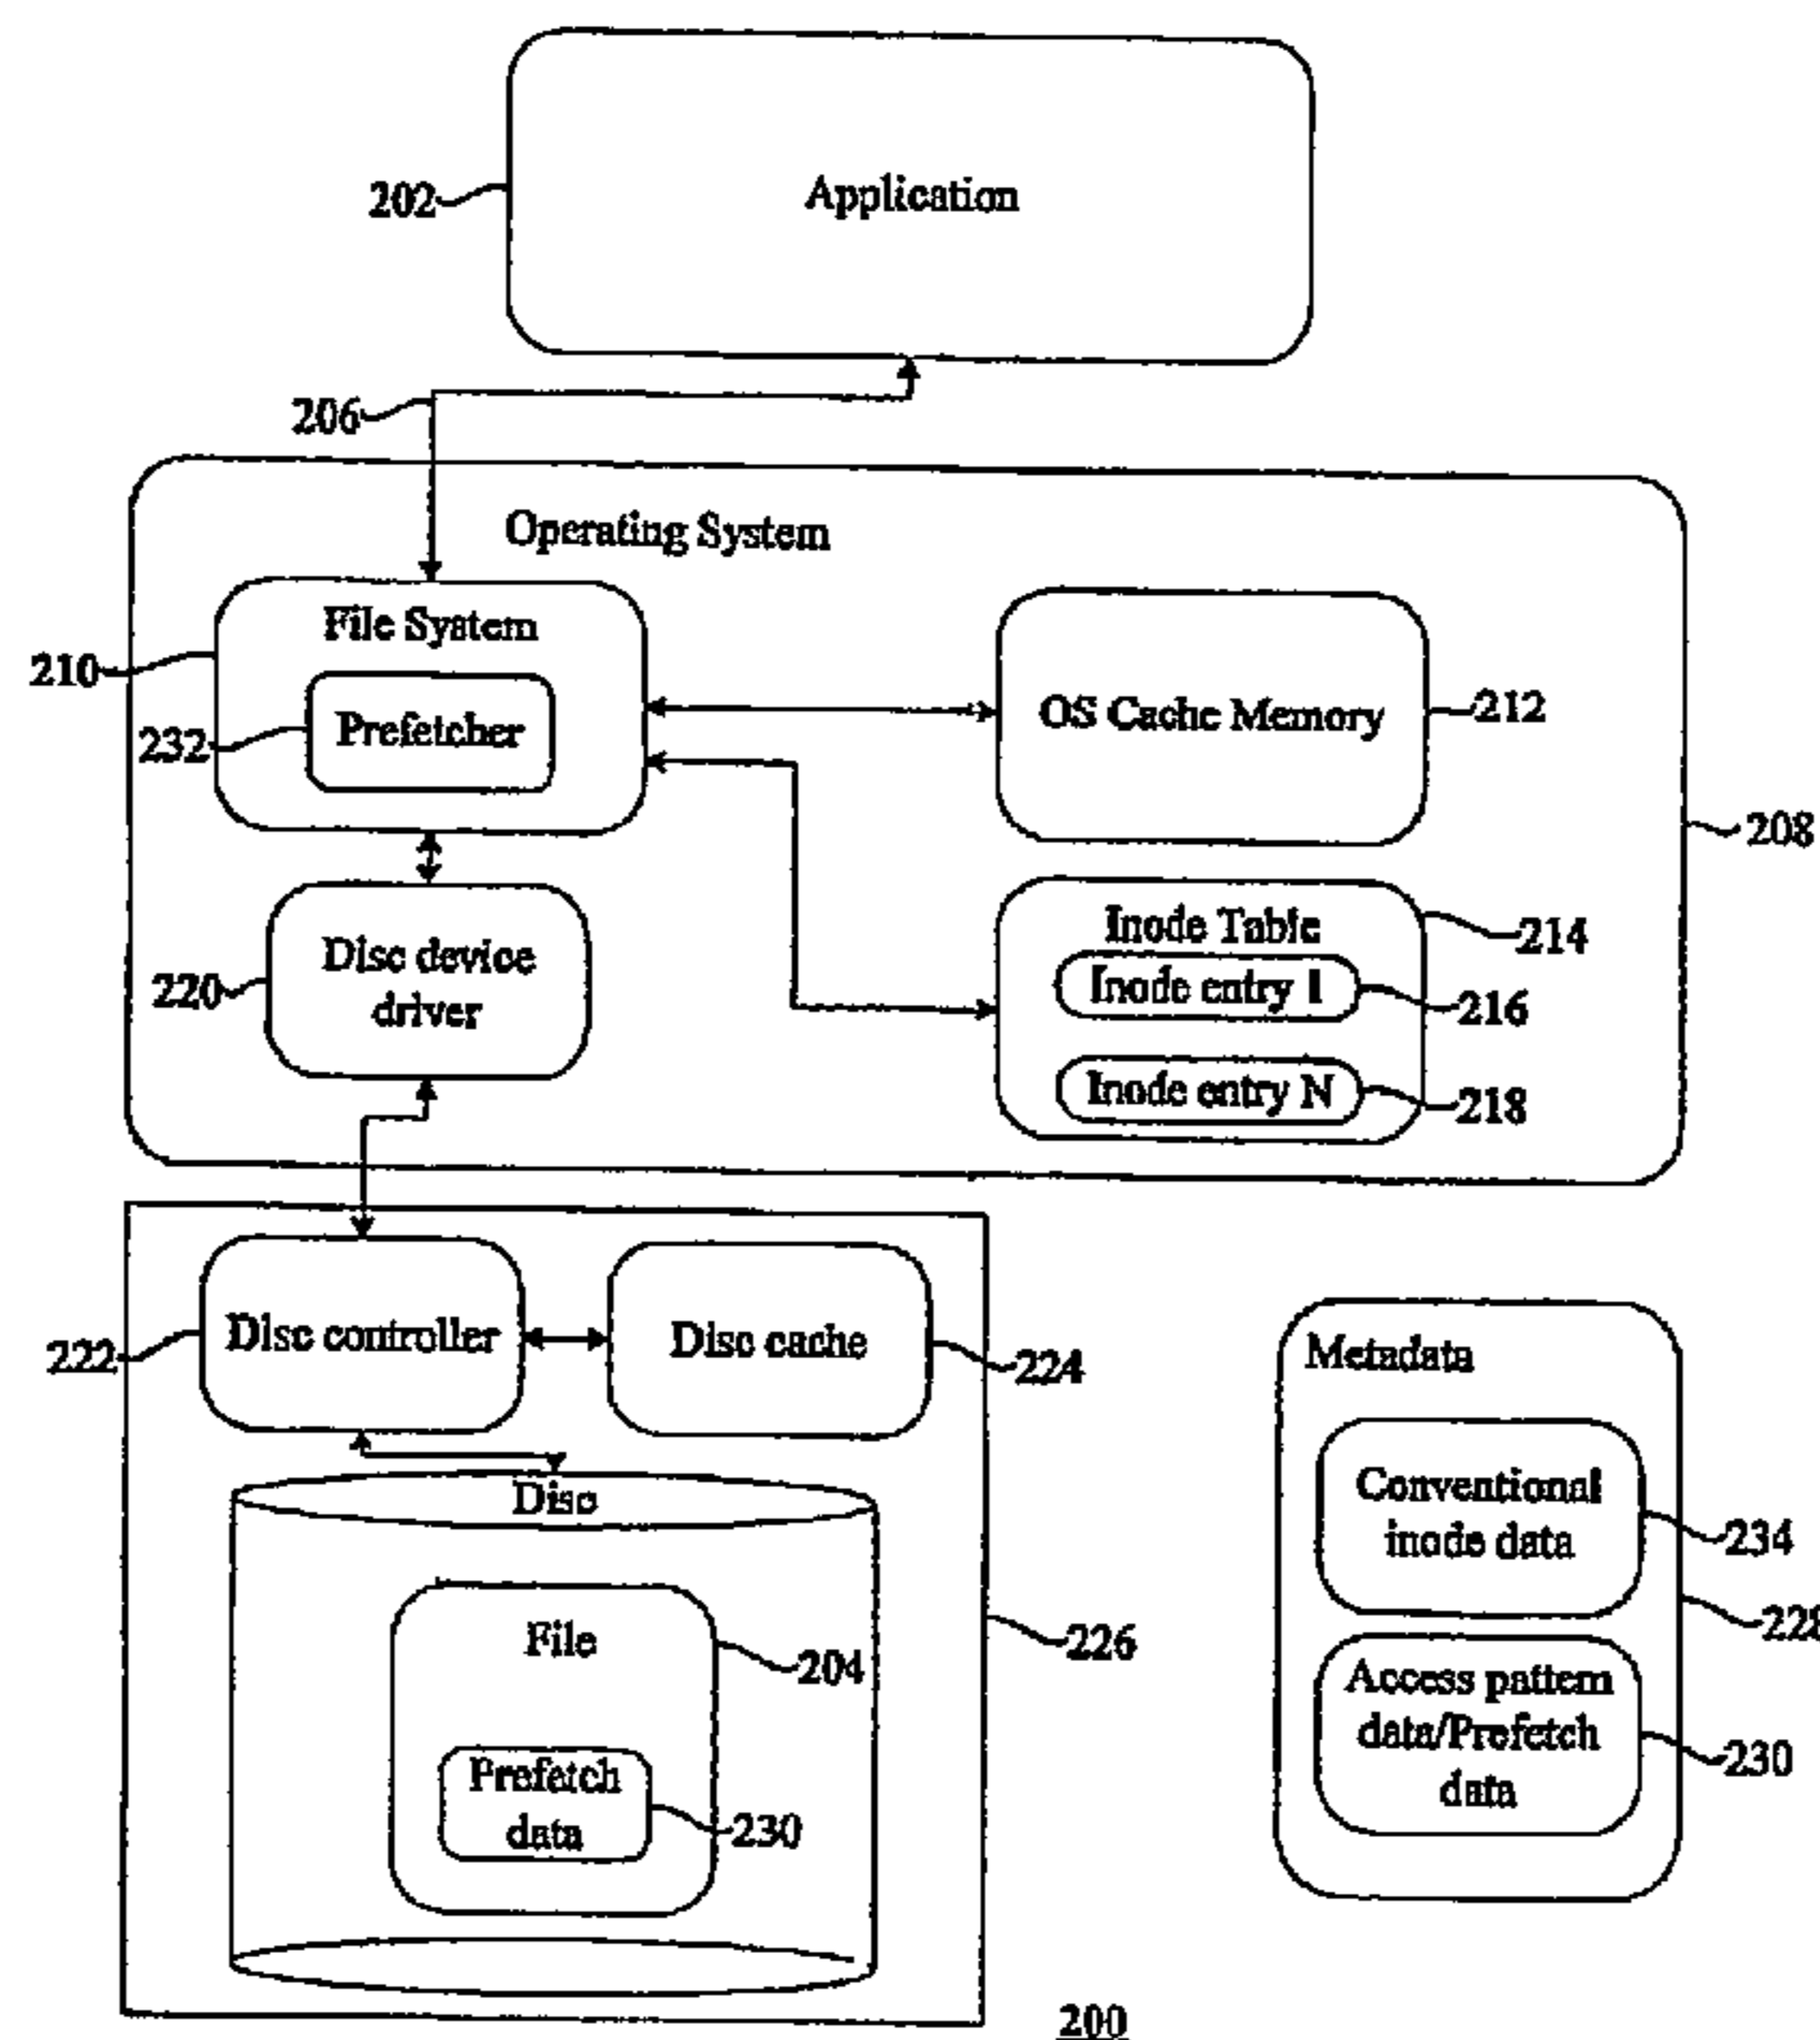 Application
202
206
Operating System
File System
210
Prefetcher
232
OS Cache Memory
212
208
Disc device
driver
220
Inode Table
214
Inode entry 1
216
Inode entry N
218
Disc controller
222
Disc cache
224
Metadata
Conventional
inode data
234
228
Access pattern
data/Prefetch
data
230
Disc
File
204
226
Prefetch
data
230
200